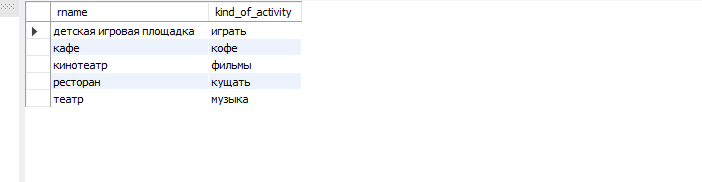 rname kind_of_activity
детская игровая площадка играть
кафе кофе
кинотеатр фильмы
ресторан кущать
театр музыка